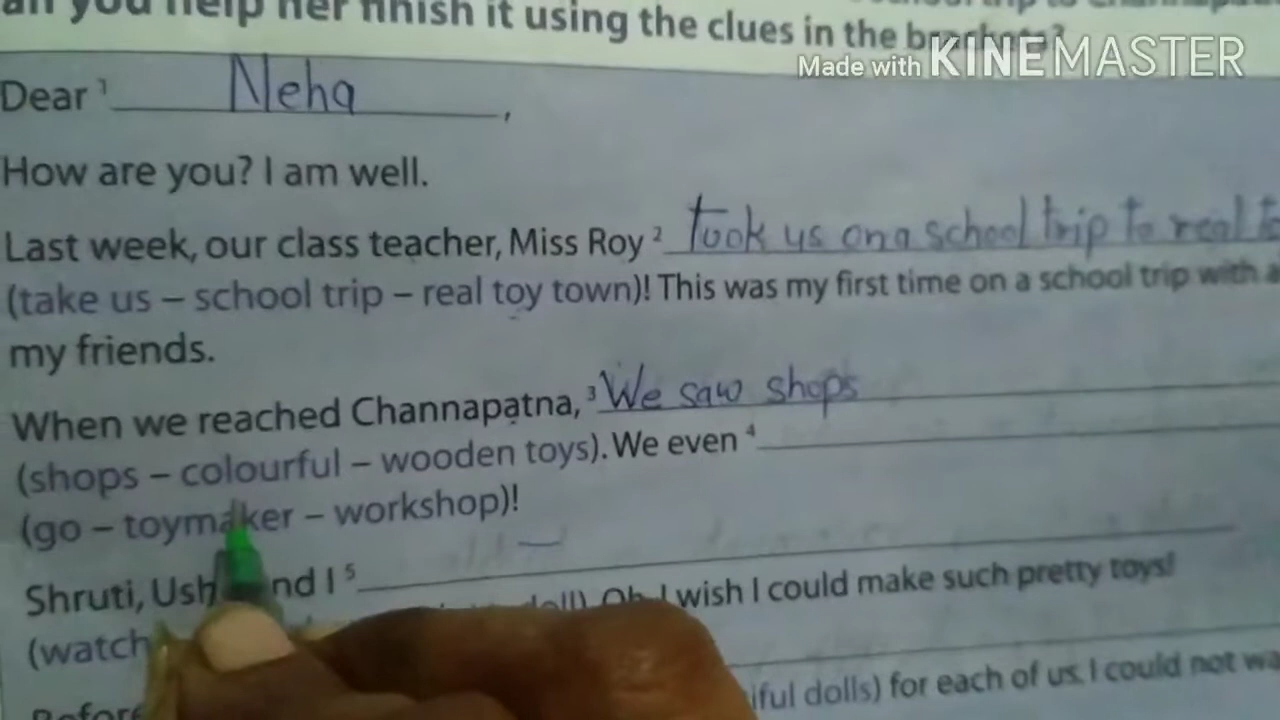 an you help her finish it using the clues in the brackets?
Made with KINEMASTER
Dear ¹ Neha ,
How are you? I am well.
Last week, our class teacher, Miss Roy ² took us on a school trip to real
(take us – school trip – real toy town)! This was my first time on a school trip with
my friends.
When we reached Channapatna, ³ We saw shops
(shops – colourful – wooden toys). We even ⁴
(go – toymaker – workshop)!
Shruti, Ush nd I ⁵
(watch doll). Oh I wish I could make such pretty toys!
Before iful dolls) for each of us. I could not wa